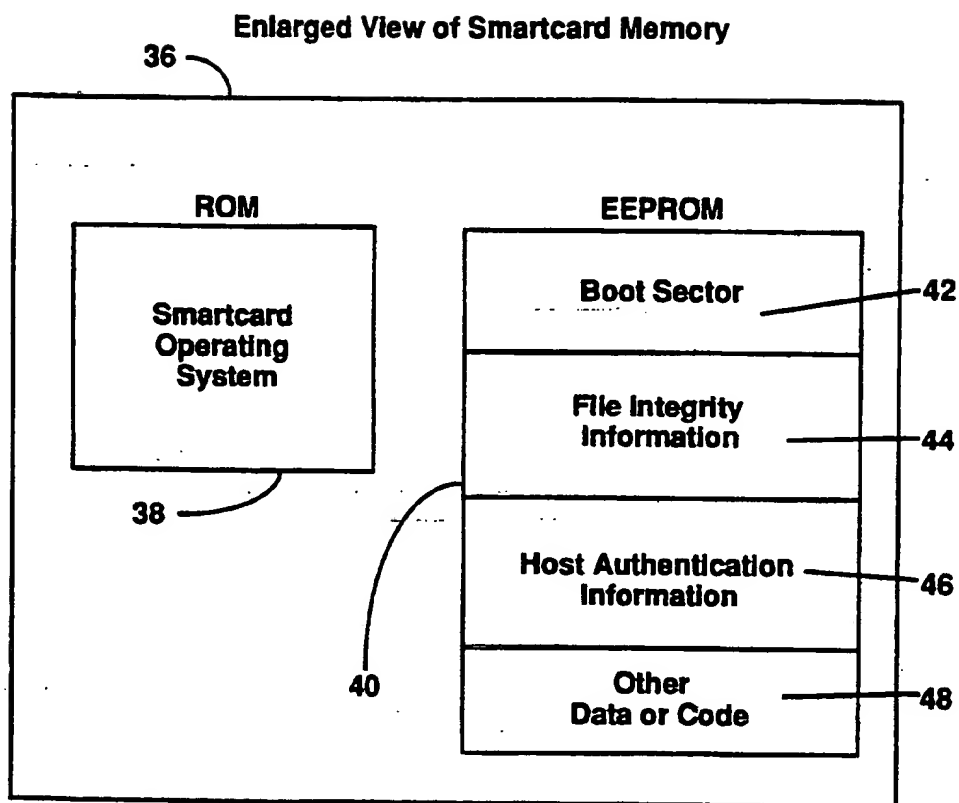 Enlarged View of Smartcard Memory
36
ROM
Smartcard
Operating
System
38
EEPROM
Boot Sector
42
File Integrity
Information
44
Host Authentication
Information
46
40
Other
Data or Code
48